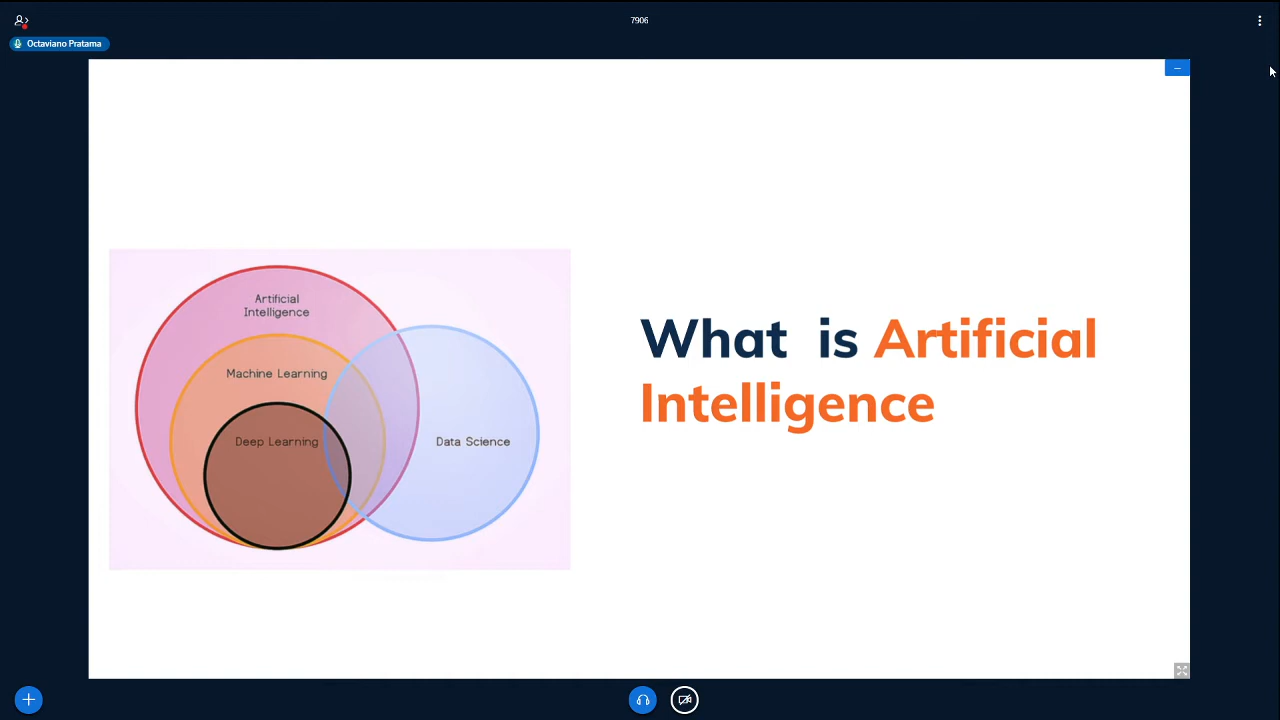 7906
Octaviano Pratama
Artificial
Intelligence
Machine Learning
Deep Learning
Data Science
What is Artificial
Intelligence